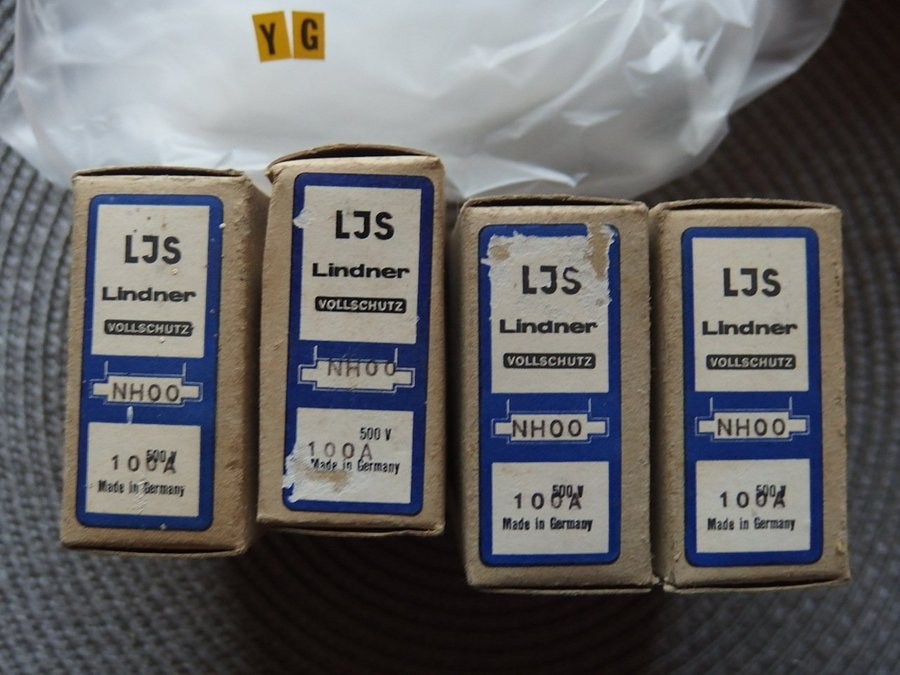 YG
LJS
Lindner
VOLLSCHUTZ
NH00
500 V
100A
Made in Germany
LJS
Lindner
VOLLSCHUTZ
NH00
500 V
100A
Made in Germany
LJS
Lindner
VOLLSCHUTZ
NH00
500 V
100A
Made in Germany
LJS
Lindner
VOLLSCHUTZ
NH00
500 V
100A
Made in Germany